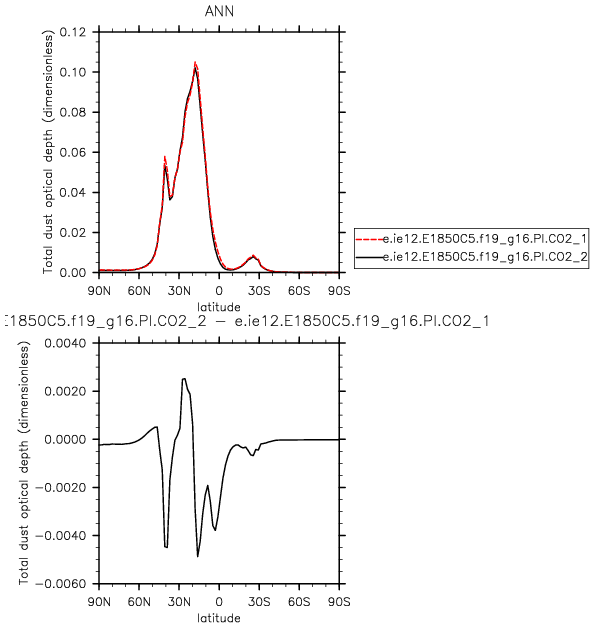 ANN
Total dust optical depth (dimensionless)
0.12
0.10
0.08
0.06
0.04
0.02
0.00
90N 60N 30N 0 30S 60S 90S
latitude
e.ie12.E1850C5.f19_g16.PI.CO2_1
e.ie12.E1850C5.f19_g16.PI.CO2_2
E1850C5.f19_g16.PI.CO2_2 − e.ie12.E1850C5.f19_g16.PI.CO2_1
Total dust optical depth (dimensionless)
0.0040
0.0020
0.0000
−0.0020
−0.0040
−0.0060
90N 60N 30N 0 30S 60S 90S
latitude